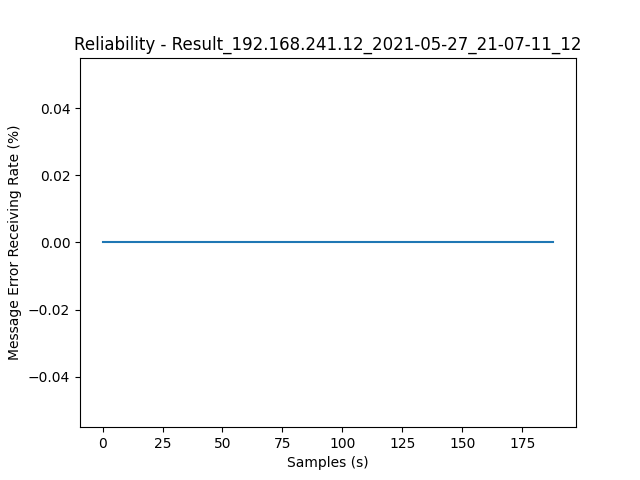 Reliability - Result_192.168.241.12_2021-05-27_21-07-11_12
Message Error Receiving Rate (%)
0.04
0.02
0.00
−0.02
−0.04
0 25 50 75 100 125 150 175
Samples (s)